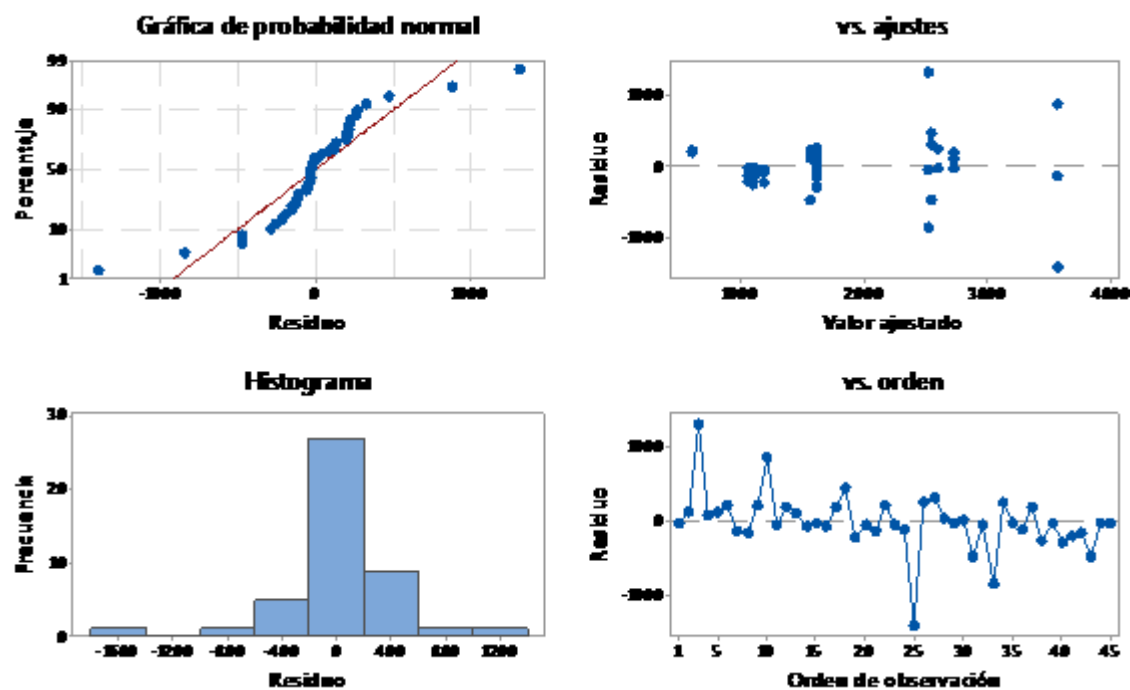 Gráfica de probabilidad normal
99
90
50
10
1
Porcentaje
-1000 0 1000
Residuo
vs. ajustes
1000
0
-1000
Residuo
1000 2000 3000 4000
Valor ajustado
Histograma
30
20
10
0
Frecuencia
-1600 -1200 -800 -400 0 400 800 1200
Residuo
vs. orden
1000
0
-1000
Residuo
1 5 10 15 20 25 30 35 40 45
Orden de observación